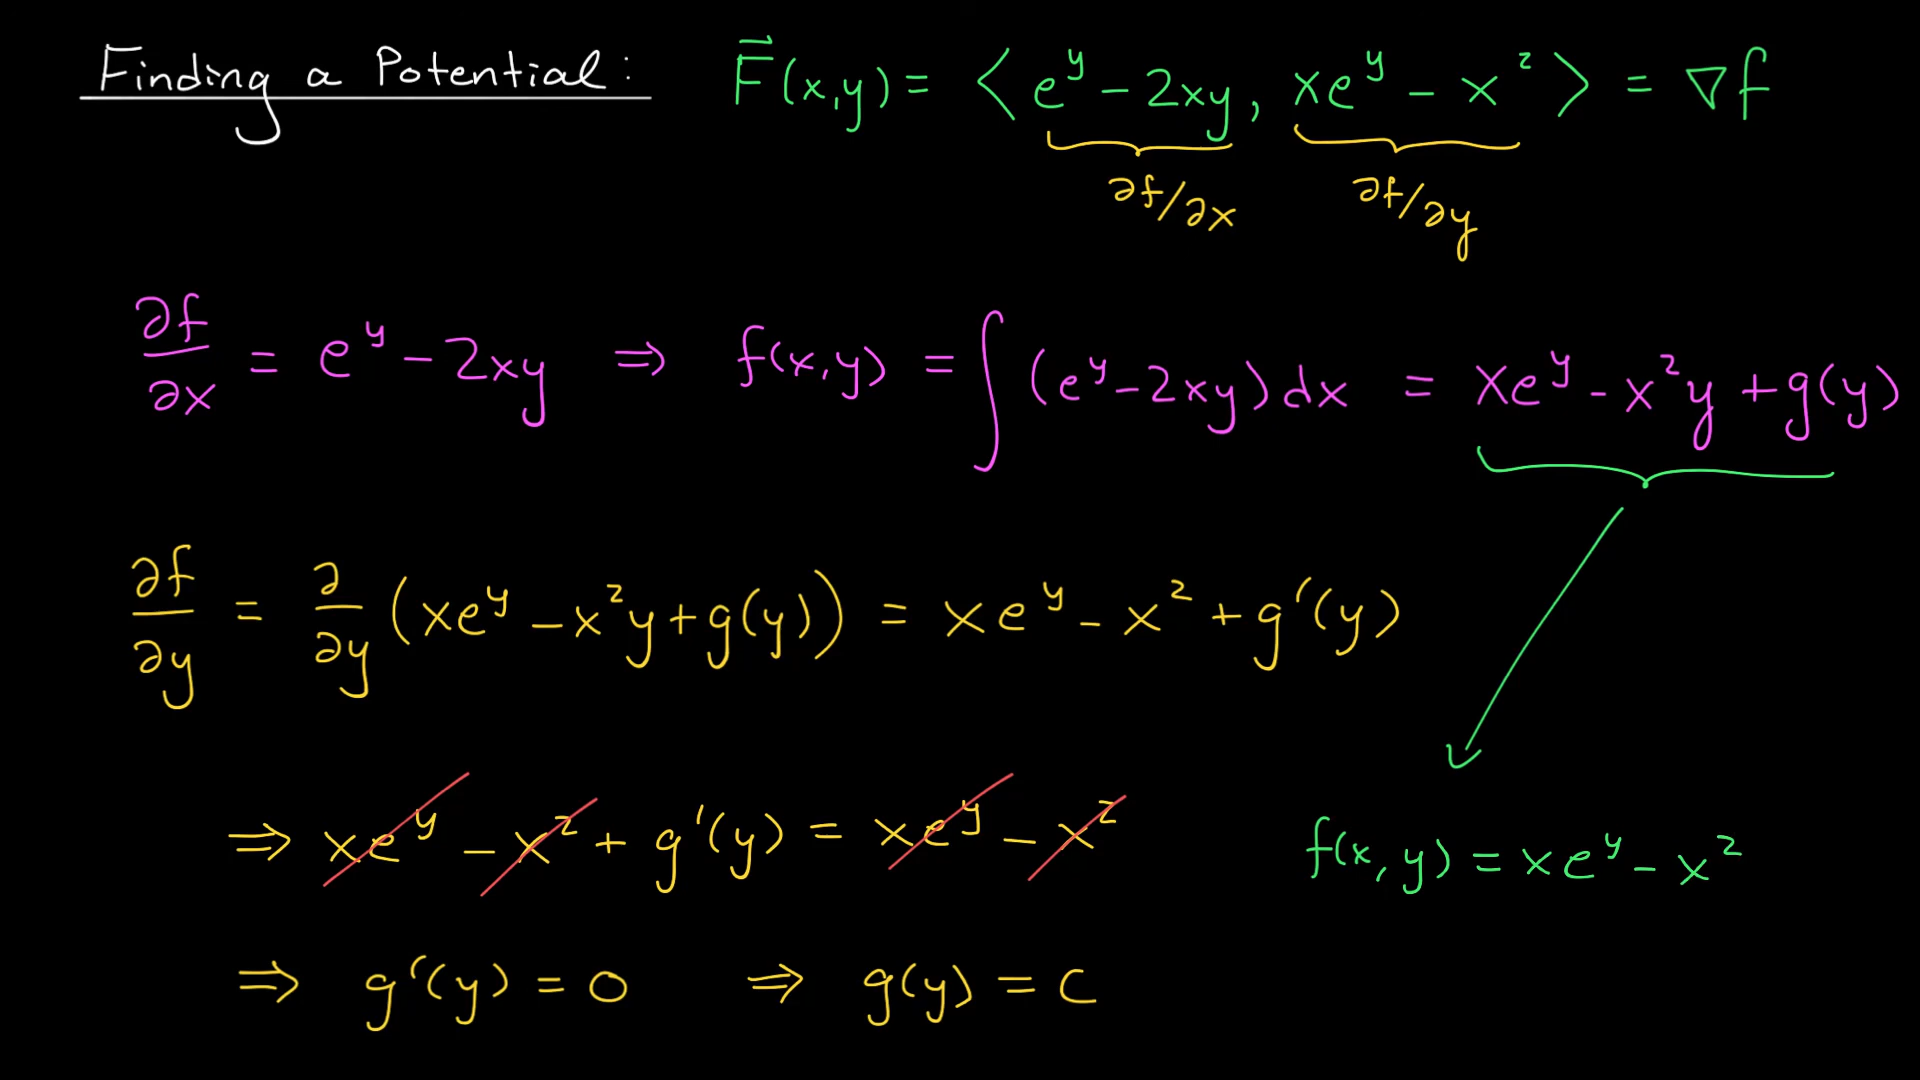 Finding a Potential: F⃗(x,y) = ⟨e^y - 2xy, xe^y - x^2⟩ = ∇f
∂f/∂x ∂f/∂y
∂f/∂x = e^y - 2xy ⇒ f(x,y) = ∫(e^y - 2xy)dx = xe^y - x^2y + g(y)
∂f/∂y = ∂/∂y (xe^y - x^2y + g(y)) = xe^y - x^2 + g'(y)
⇒ xe^y - x^2 + g'(y) = xe^y - x^2
f(x,y) = xe^y - x^2
⇒ g'(y) = 0 ⇒ g(y) = C